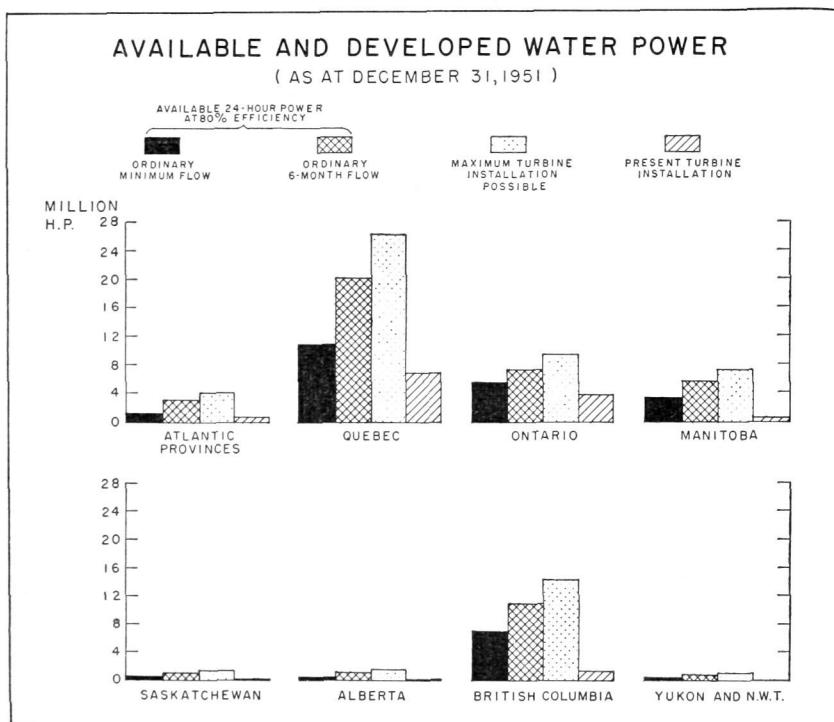 AVAILABLE AND DEVELOPED WATER POWER
( AS AT DECEMBER 31, 1951 )
AVAILABLE 24-HOUR POWER
AT 80% EFFICIENCY
ORDINARY
MINIMUM FLOW
ORDINARY
6-MONTH FLOW
MAXIMUM TURBINE
INSTALLATION
POSSIBLE
PRESENT TURBINE
INSTALLATION
MILLION
H.P.
28
24
20
16
12
8
4
0
ATLANTIC
PROVINCES
QUEBEC
ONTARIO
MANITOBA
28
24
20
16
12
8
4
0
SASKATCHEWAN
ALBERTA
BRITISH COLUMBIA
YUKON AND N.W.T.